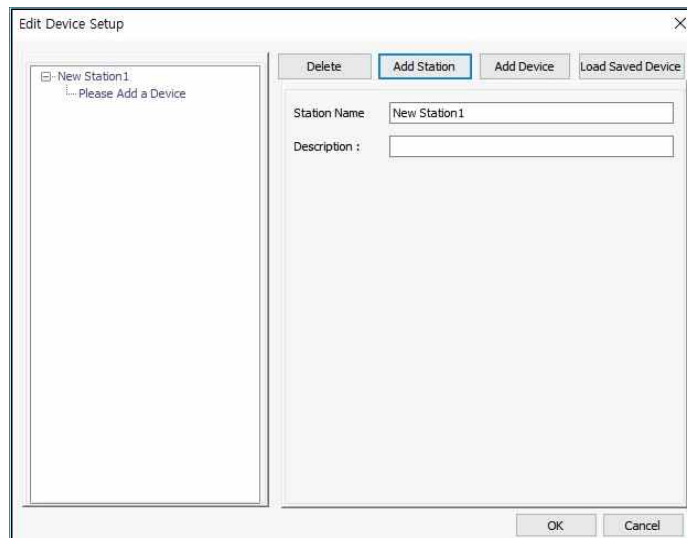 Edit Device Setup
New Station1
Please Add a Device
Delete Add Station Add Device Load Saved Device
Station Name New Station1
Description :
OK Cancel